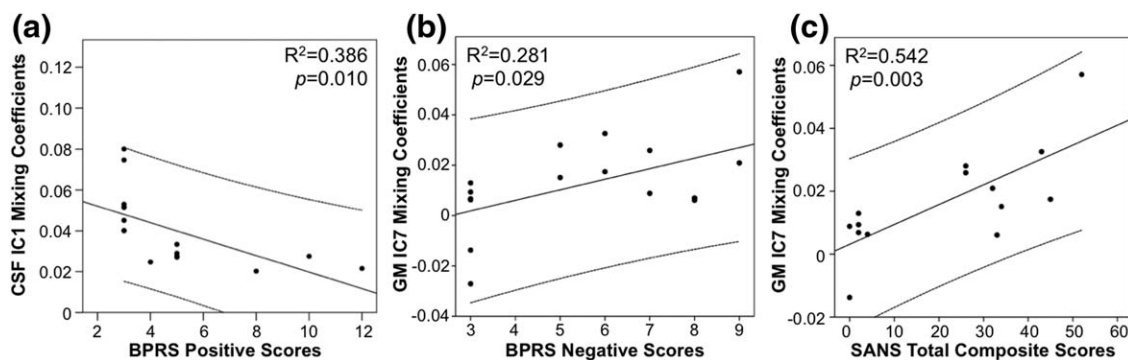 (a)
R²=0.386
p=0.010
CSF IC1 Mixing Coefficients
0.12
0.10
0.08
0.06
0.04
0.02
0
2 4 6 8 10 12
BPRS Positive Scores
(b)
R²=0.281
p=0.029
GM IC7 Mixing Coefficients
0.06
0.04
0.02
0
-0.02
-0.04
3 4 5 6 7 8 9
BPRS Negative Scores
(c)
R²=0.542
p=0.003
GM IC7 Mixing Coefficients
0.06
0.04
0.02
0
-0.02
0 10 20 30 40 50 60
SANS Total Composite Scores